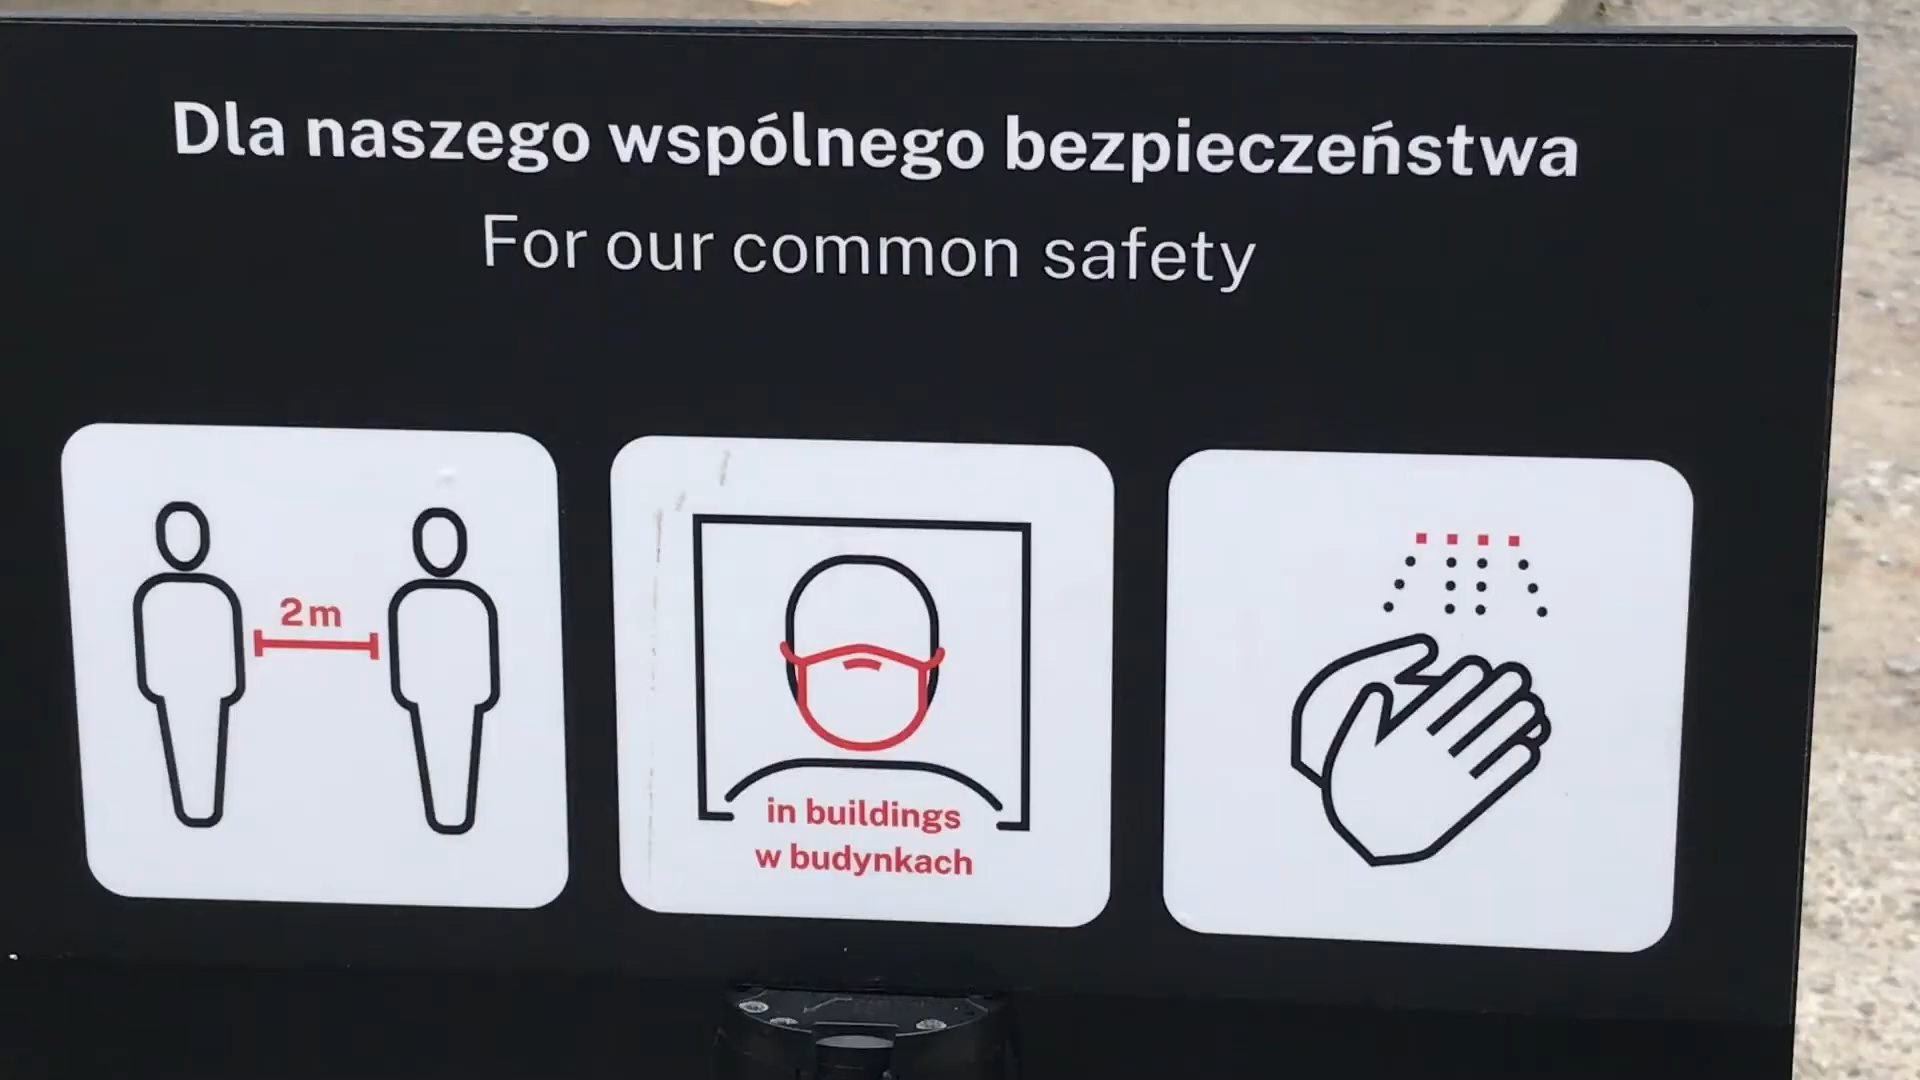 Dla naszego wspólnego bezpieczeństwa
For our common safety
2m
in buildings
w budynkach